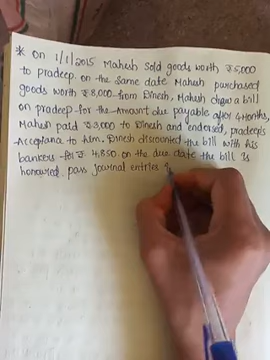 * On 1/1/2015 Mahesh sold goods worth ₹5,000
to pradeep. on the same date Mahesh purchased
goods worth ₹8,000 from Dinesh, Mahesh drew a bill
on pradeep for the Amount due payable after 4 Months,
Mahesh paid ₹3,000 to Dinesh and endorsed, pradeep's
Acceptance to him. Dinesh discounted the bill with his
bankers for ₹ 4,850. on the due date the bill is
honoured. pass Journal entries